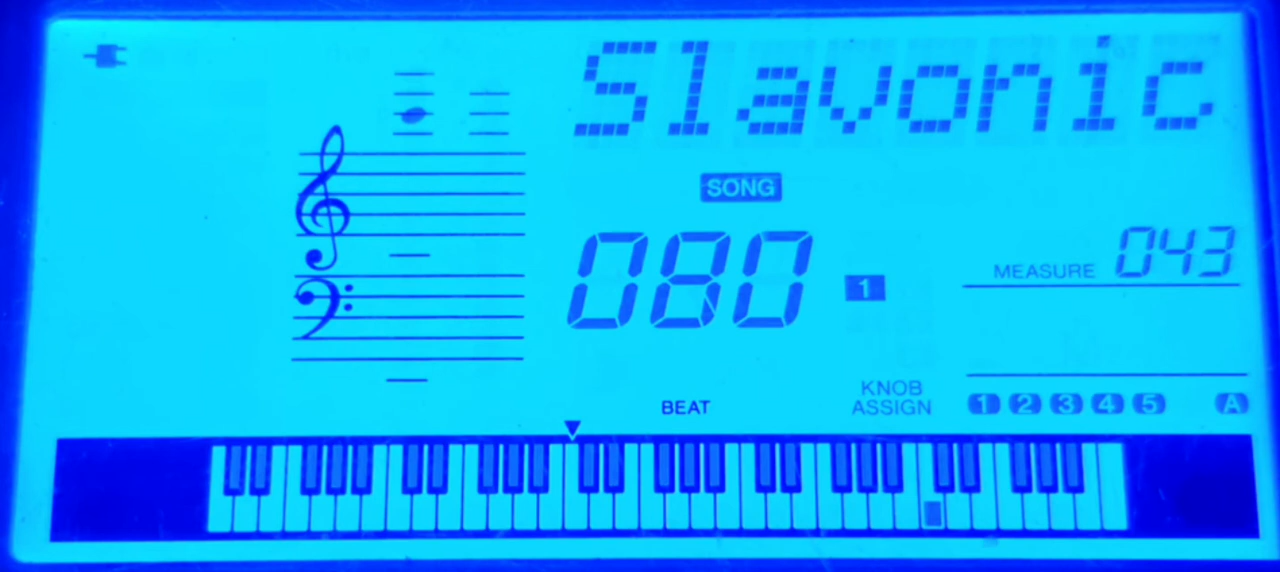 Slavonic
SONG
080
1
MEASURE 043
KNOB
ASSIGN
1 2 3 4 5 A
BEAT